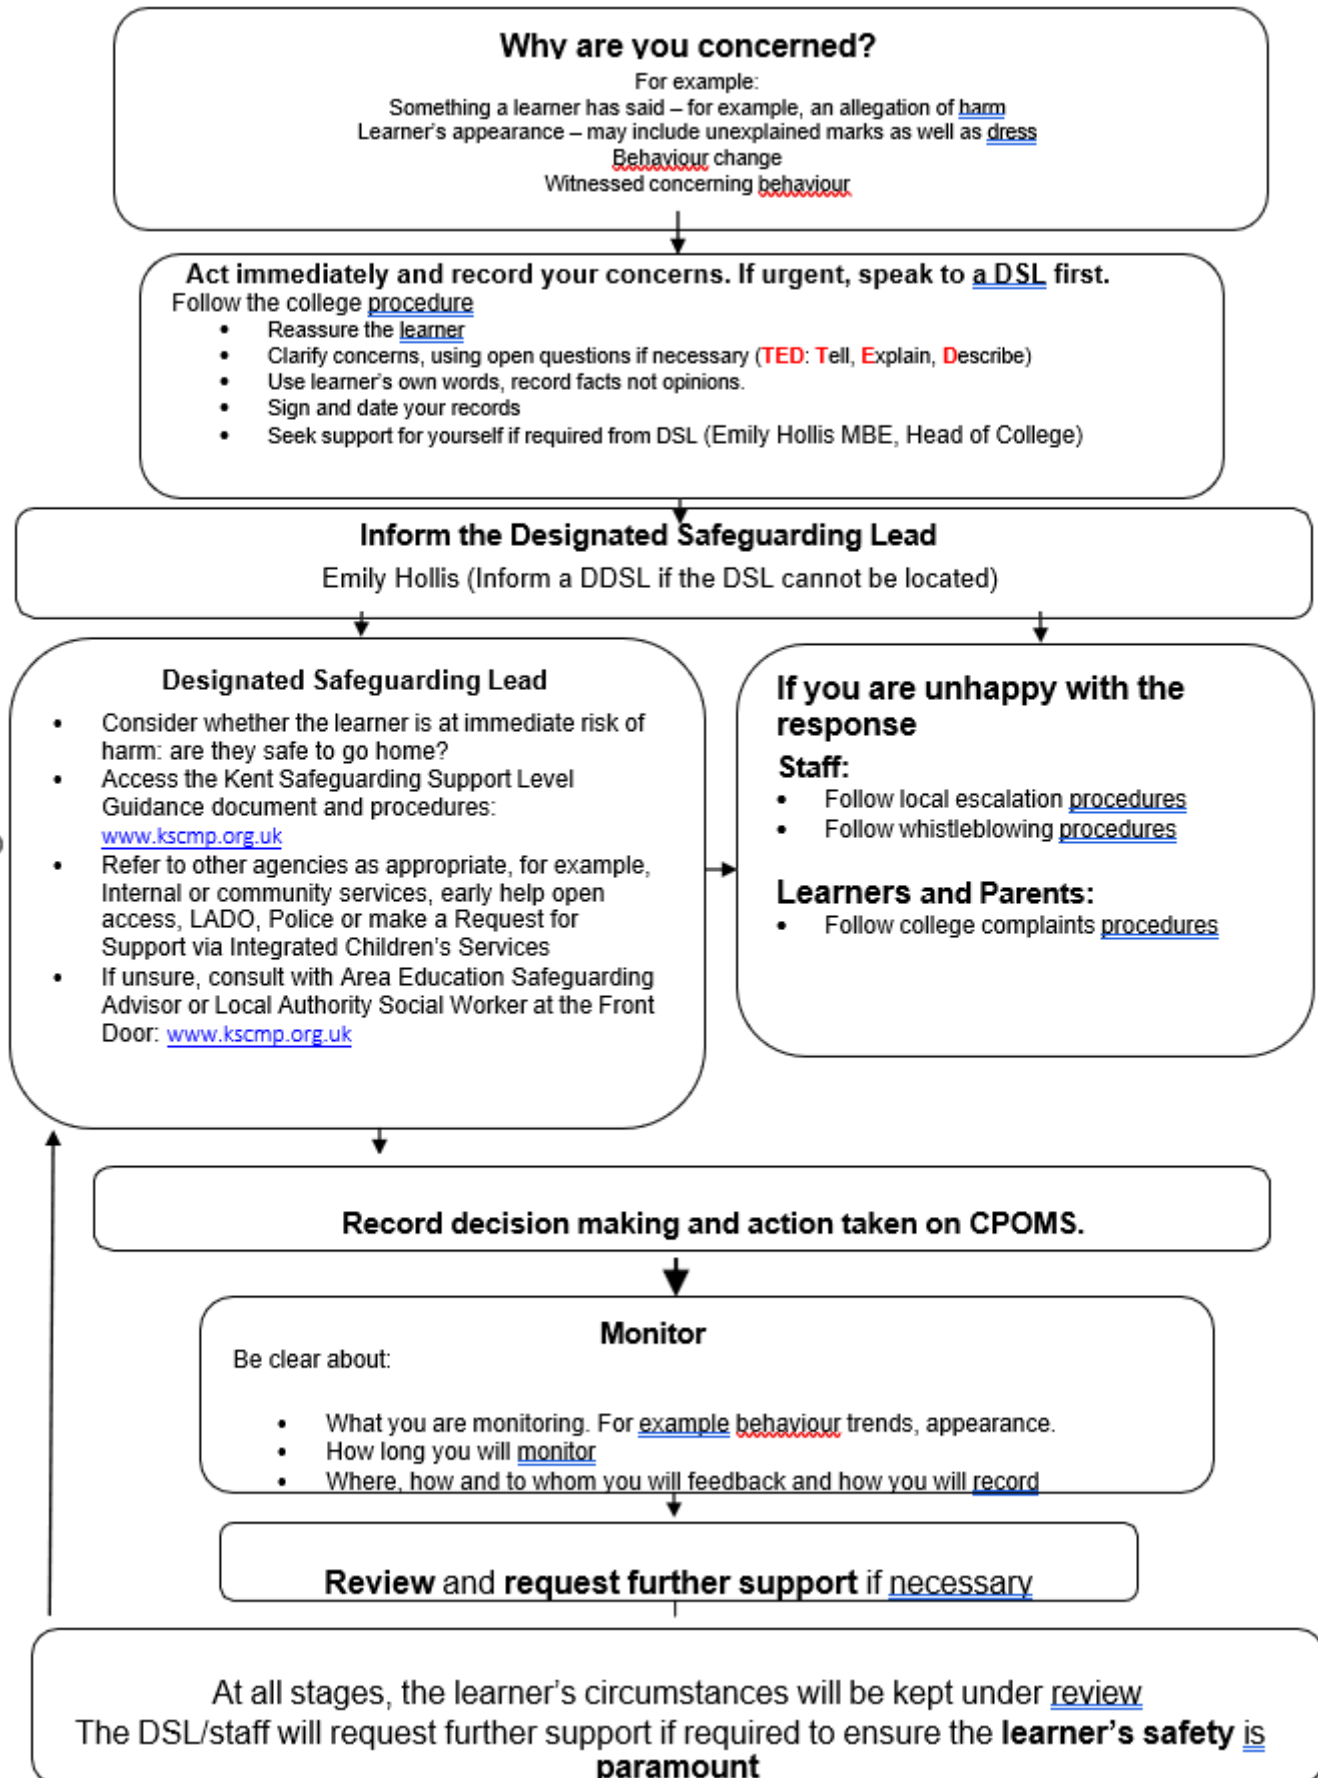 Why are you concerned?
For example:
Something a learner has said – for example, an allegation of harm
Learner's appearance – may include unexplained marks as well as dress
Behaviour change
Witnessed concerning behaviour
Act immediately and record your concerns. If urgent, speak to a DSL first.
Follow the college procedure
• Reassure the learner
• Clarify concerns, using open questions if necessary (TED: Tell, Explain, Describe)
• Use learner's own words, record facts not opinions.
• Sign and date your records
• Seek support for yourself if required from DSL (Emily Hollis MBE, Head of College)
Inform the Designated Safeguarding Lead
Emily Hollis (Inform a DDSL if the DSL cannot be located)
Designated Safeguarding Lead
• Consider whether the learner is at immediate risk of
harm: are they safe to go home?
• Access the Kent Safeguarding Support Level
Guidance document and procedures:
www.kscmp.org.uk
• Refer to other agencies as appropriate, for example,
Internal or community services, early help open
access, LADO, Police or make a Request for
Support via Integrated Children's Services
• If unsure, consult with Area Education Safeguarding
Advisor or Local Authority Social Worker at the Front
Door: www.kscmp.org.uk
If you are unhappy with the
response
Staff:
• Follow local escalation procedures
• Follow whistleblowing procedures
Learners and Parents:
• Follow college complaints procedures
Record decision making and action taken on CPOMS.
Monitor
Be clear about:
• What you are monitoring. For example behaviour trends, appearance.
• How long you will monitor
• Where, how and to whom you will feedback and how you will record
Review and request further support if necessary
At all stages, the learner's circumstances will be kept under review
The DSL/staff will request further support if required to ensure the learner's safety is
paramount